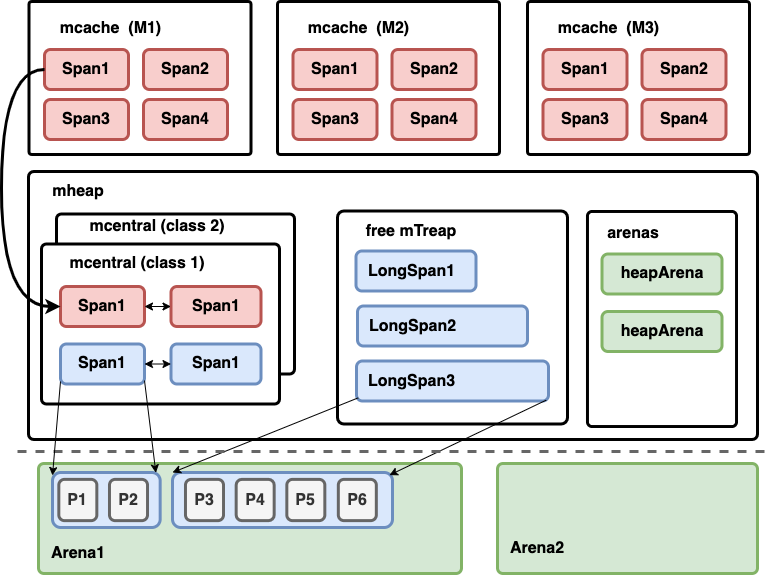 mcache (M1)
Span1
Span2
Span3
Span4
mcache (M2)
Span1
Span2
Span3
Span4
mcache (M3)
Span1
Span2
Span3
Span4
mheap
mcentral (class 2)
mcentral (class 1)
Span1
Span1
Span1
Span1
free mTreap
LongSpan1
LongSpan2
LongSpan3
arenas
heapArena
heapArena
P1
P2
P3
P4
P5
P6
Arena1
Arena2